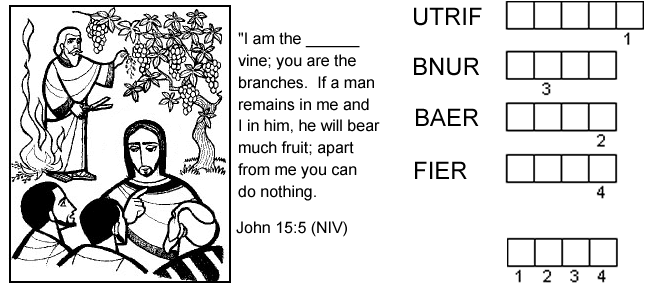 "I am the ______
vine; you are the
branches. If a man
remains in me and
I in him, he will bear
much fruit; apart
from me you can
do nothing.
John 15:5 (NIV)
UTRIF
1
BNUR
3
BAER
2
FIER
4
1 2 3 4